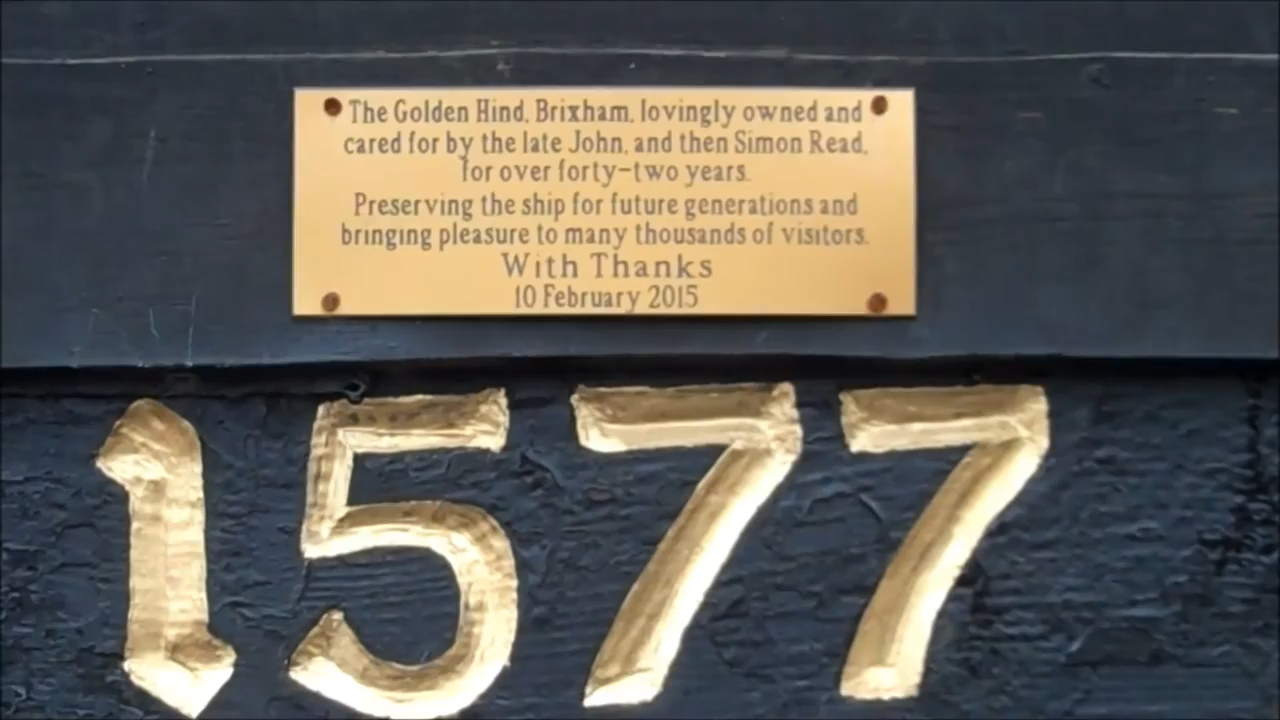 The Golden Hind, Brixham, lovingly owned and
cared for by the late John, and then Simon Read,
for over forty-two years.
Preserving the ship for future generations and
bringing pleasure to many thousands of visitors.
With Thanks
10 February 2015
1577